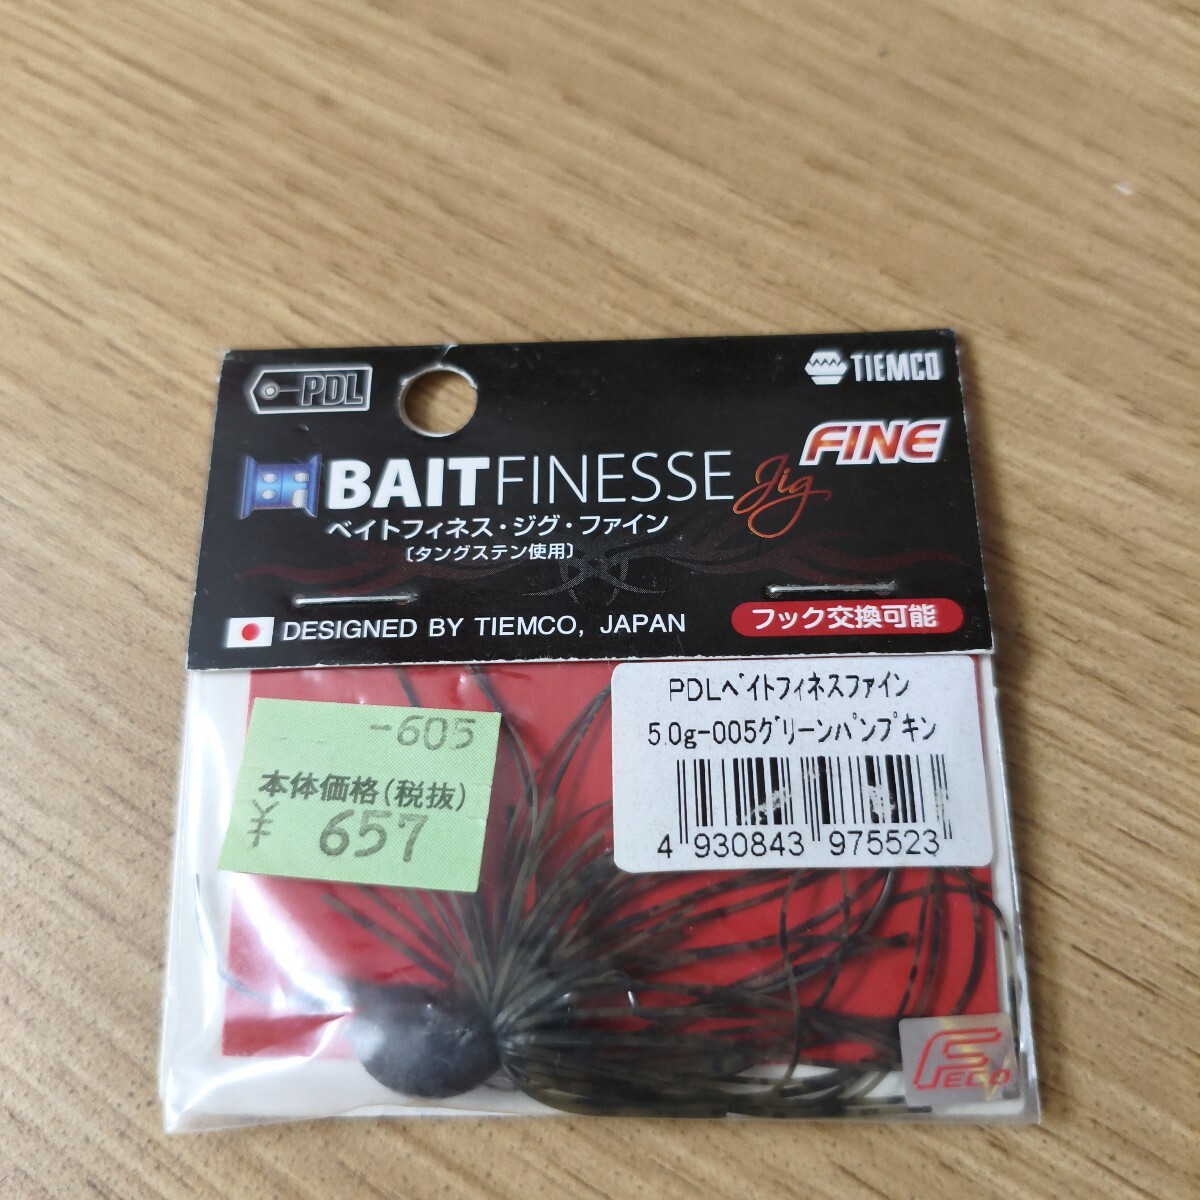 PDL
TIEMCO
BAITFINESSE Jig FINE
ベイトフィネス・ジグ・ファイン
〔タングステン使用〕
DESIGNED BY TIEMCO, JAPAN
フック交換可能
PDLベイトフィネスファイン
5.0g-005グリーンパンプキン
4 930843 975523
-605
本体価格(税抜)
¥ 657
F ECO